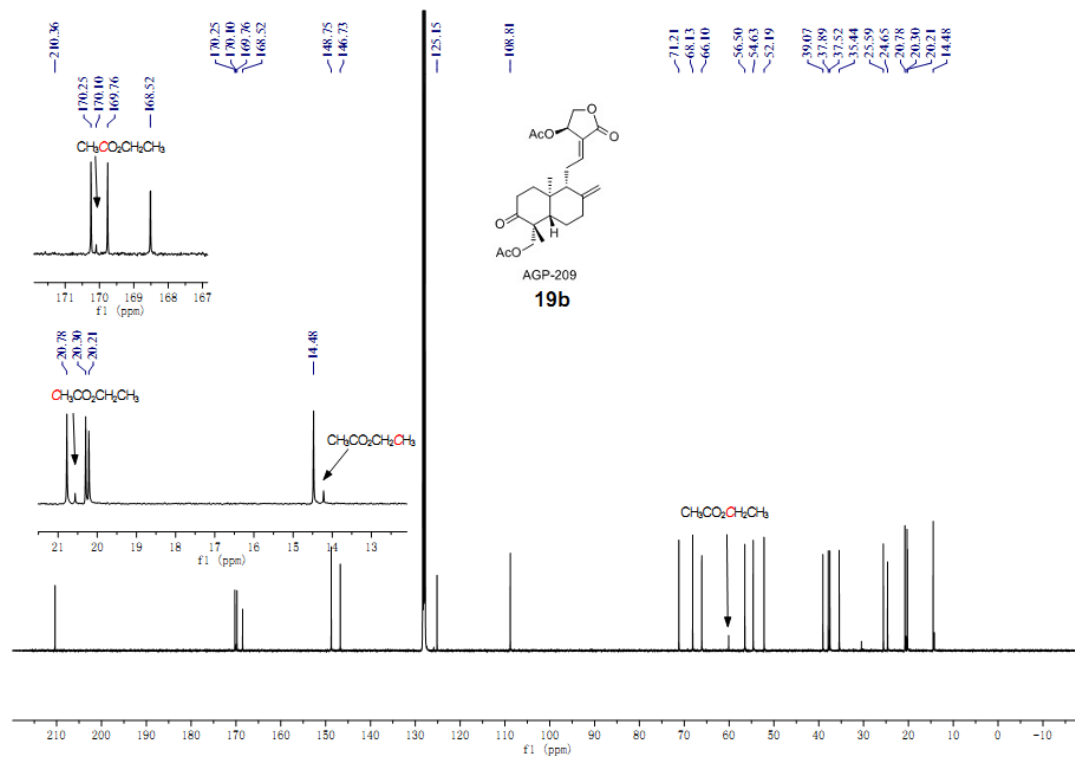 210.36
170.25
170.10
169.76
168.52
148.75
146.73
125.15
108.81
71.21
68.13
66.10
56.50
54.63
52.19
39.07
37.89
37.52
35.44
25.59
24.65
20.78
20.30
20.21
14.48
170.25
170.10
169.76
168.52
CH₃CO₂CH₂CH₃
171 170 169 168 167
f1 (ppm)
O
O
AcO
O
H
AcO
AGP-209
19b
20.78
20.30
20.21
14.48
CH₃CO₂CH₂CH₃
CH₃CO₂CH₂CH₃
21 20 19 18 17 16 15 14 13
f1 (ppm)
CH₃CO₂CH₂CH₃
210 200 190 180 170 160 150 140 130 120 110 100 90 80 70 60 50 40 30 20 10 0 -10
f1 (ppm)